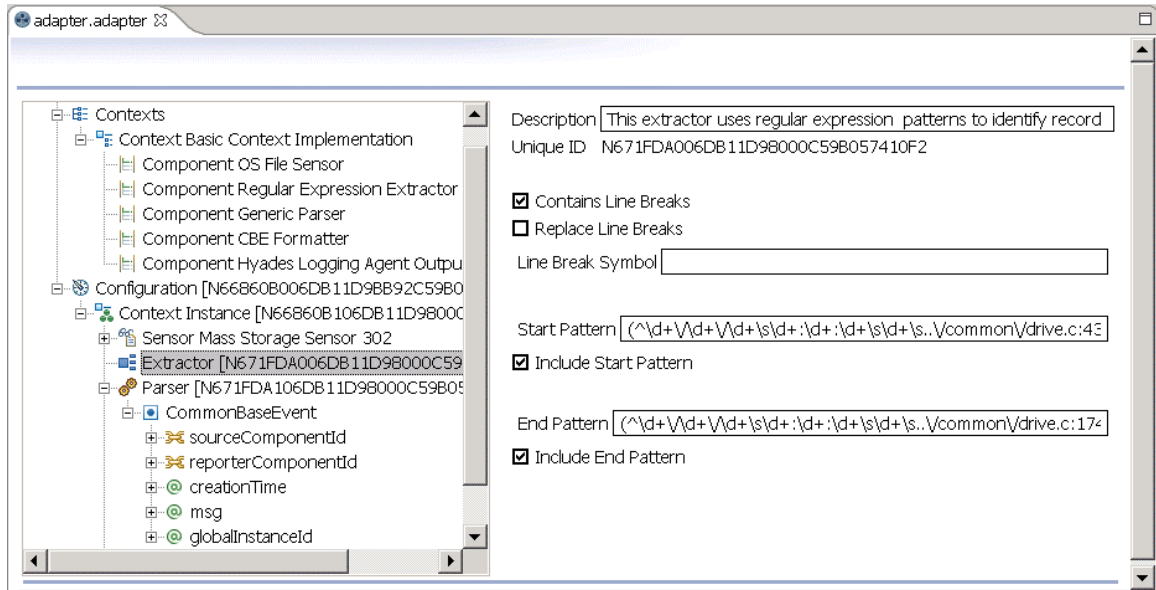 adapter.adapter
Contexts
Context Basic Context Implementation
Component OS File Sensor
Component Regular Expression Extractor
Component Generic Parser
Component CBE Formatter
Component Hyades Logging Agent Outpu
Configuration [N66860B006DB11D9BB92C59B0
Context Instance [N66860B106DB11D98000C
Sensor Mass Storage Sensor 302
Extractor [N671FDA006DB11D98000C59
Parser [N671FDA106DB11D98000C59B05
CommonBaseEvent
sourceComponentId
reporterComponentId
creationTime
msg
globalInstanceId
Description This extractor uses regular expression patterns to identify record
Unique ID N671FDA006DB11D98000C59B057410F2
Contains Line Breaks
Replace Line Breaks
Line Break Symbol
Start Pattern (^\d+\/\d+\/\d+\s\d+:\d+:\d+\s\d+\s..\/common\/drive.c:43
Include Start Pattern
End Pattern (^\d+\/\d+\/\d+\s\d+:\d+:\d+\s\d+\s..\/common\/drive.c:174
Include End Pattern